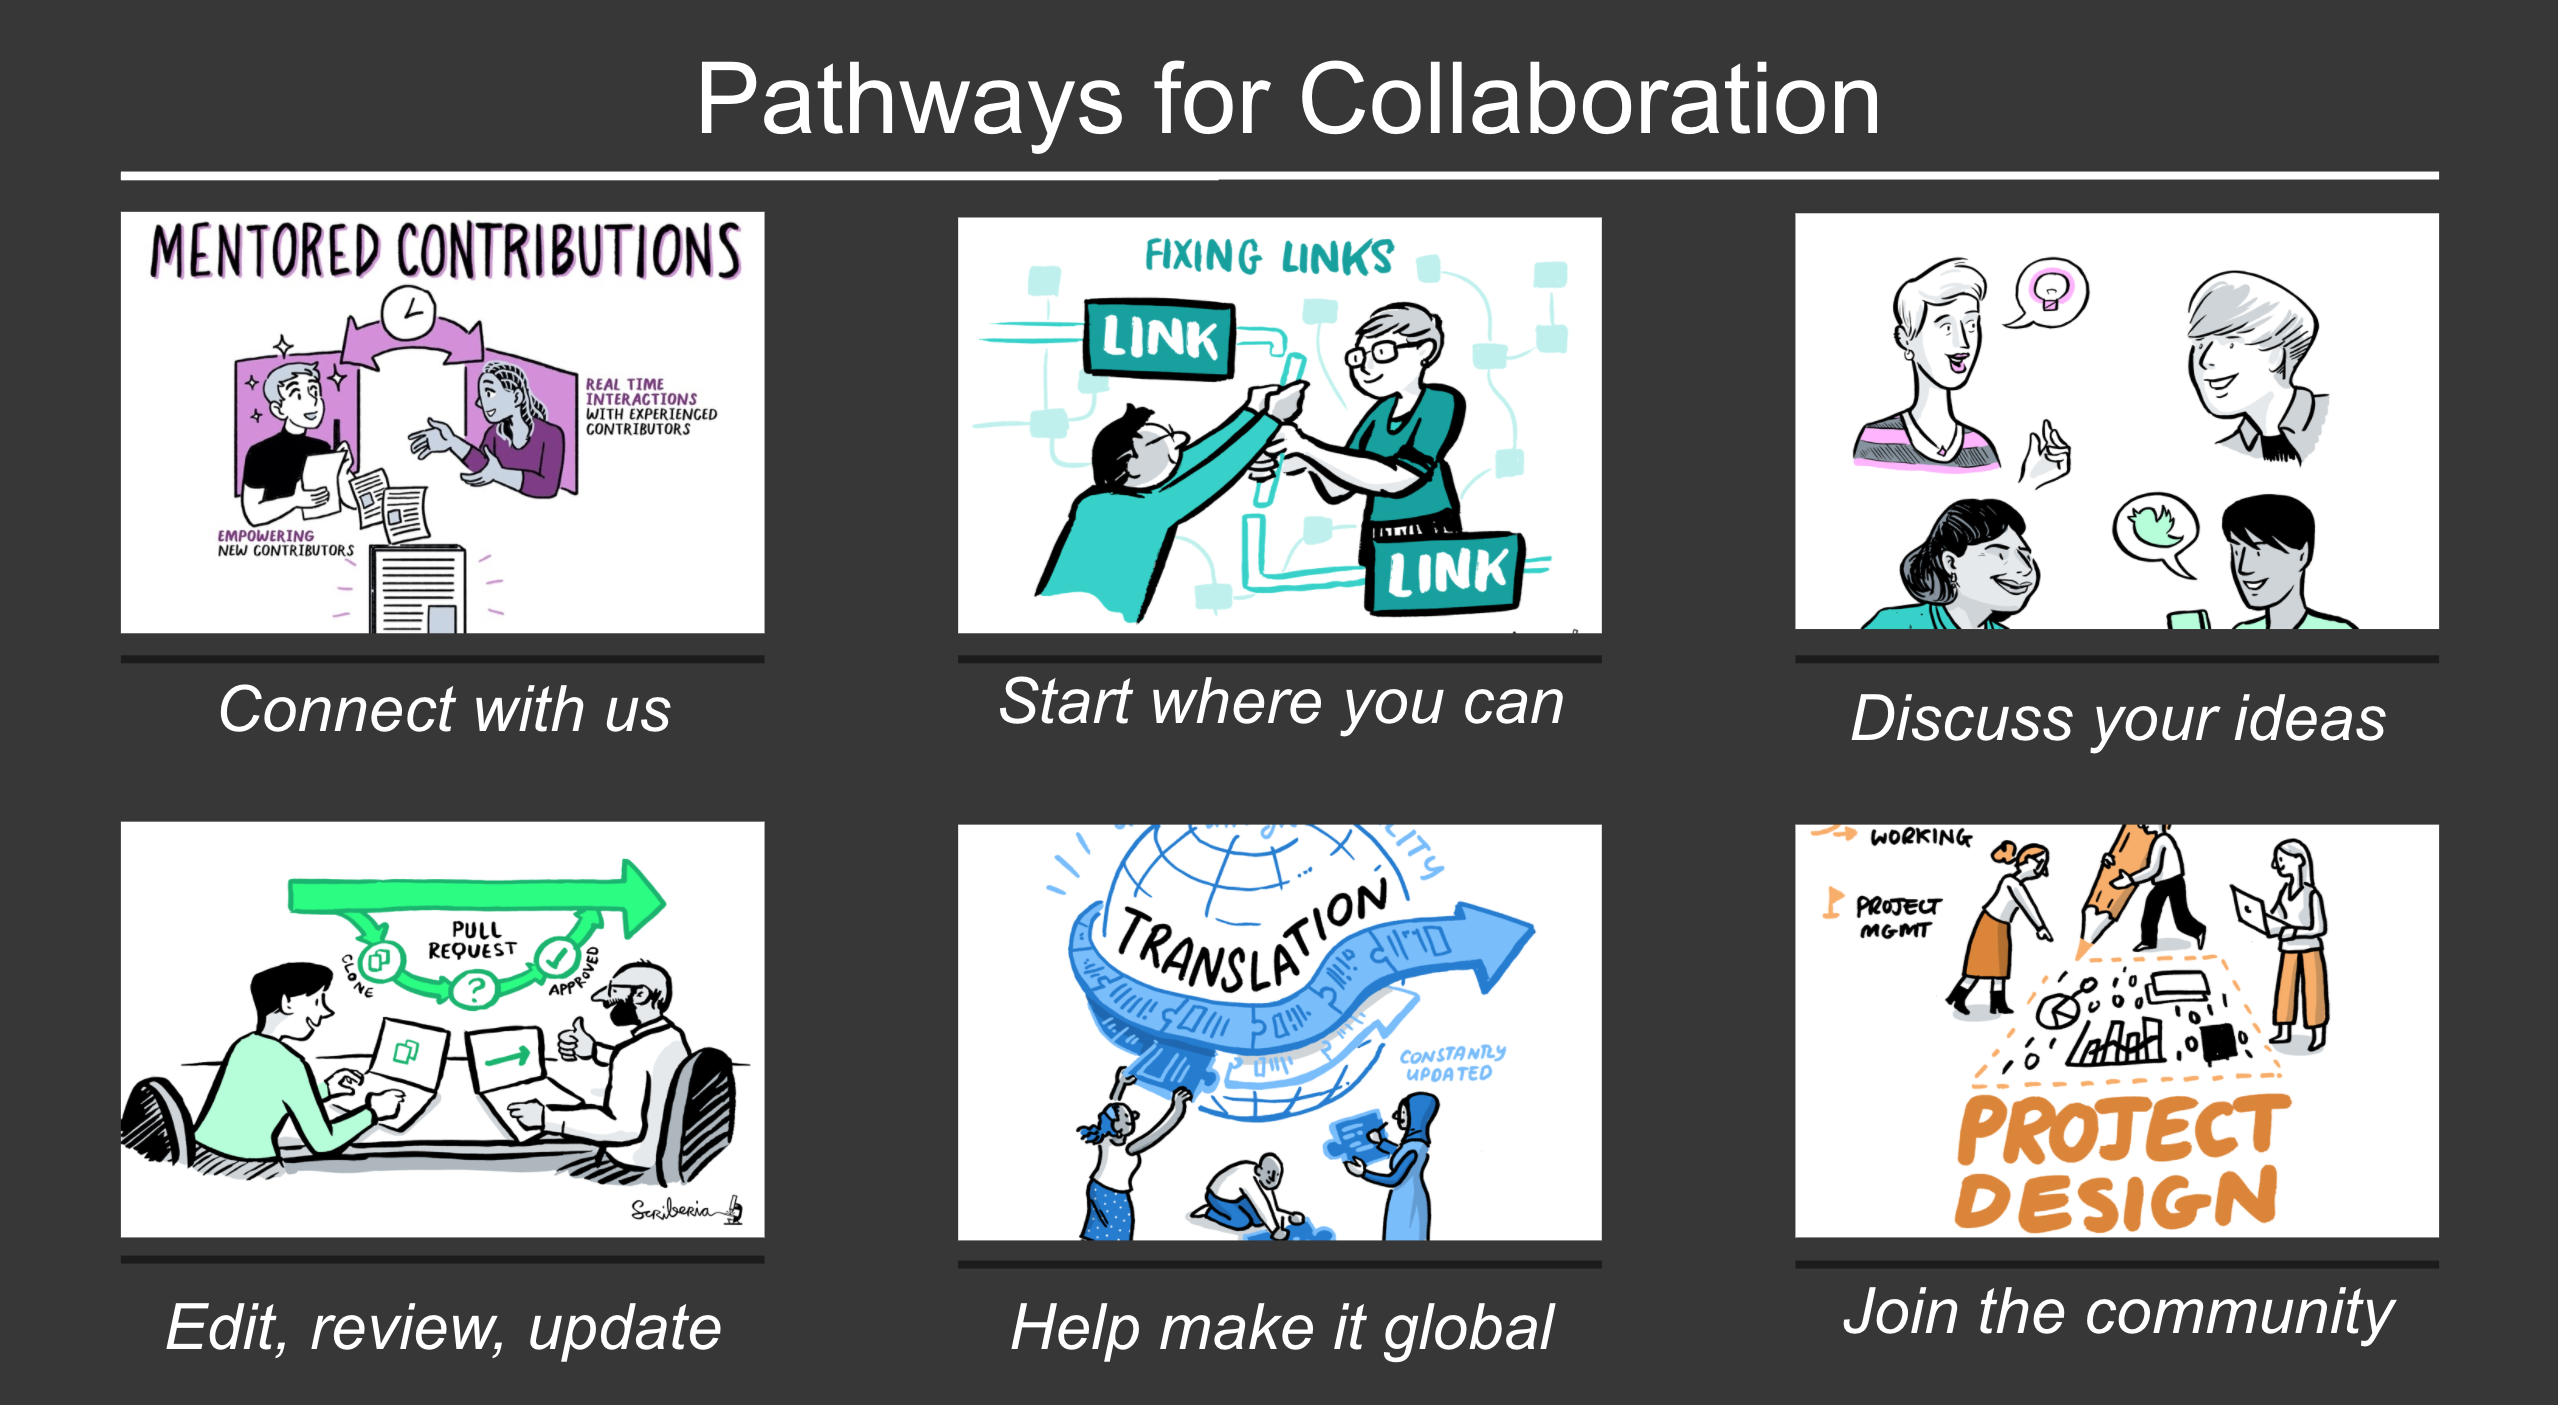 Pathways for Collaboration
MENTORED CONTRIBUTIONS
REAL TIME
INTERACTIONS
WITH EXPERIENCED
CONTRIBUTORS
EMPOWERING
NEW CONTRIBUTORS
Connect with us
FIXING LINKS
LINK
LINK
Start where you can
Discuss your ideas
PULL
REQUEST
CLONE
APPROVED
Scriberia
Edit, review, update
TRANSLATION
CONSTANTLY
UPDATED
Help make it global
WORKING
PROJECT
MGMT
PROJECT
DESIGN
Join the community